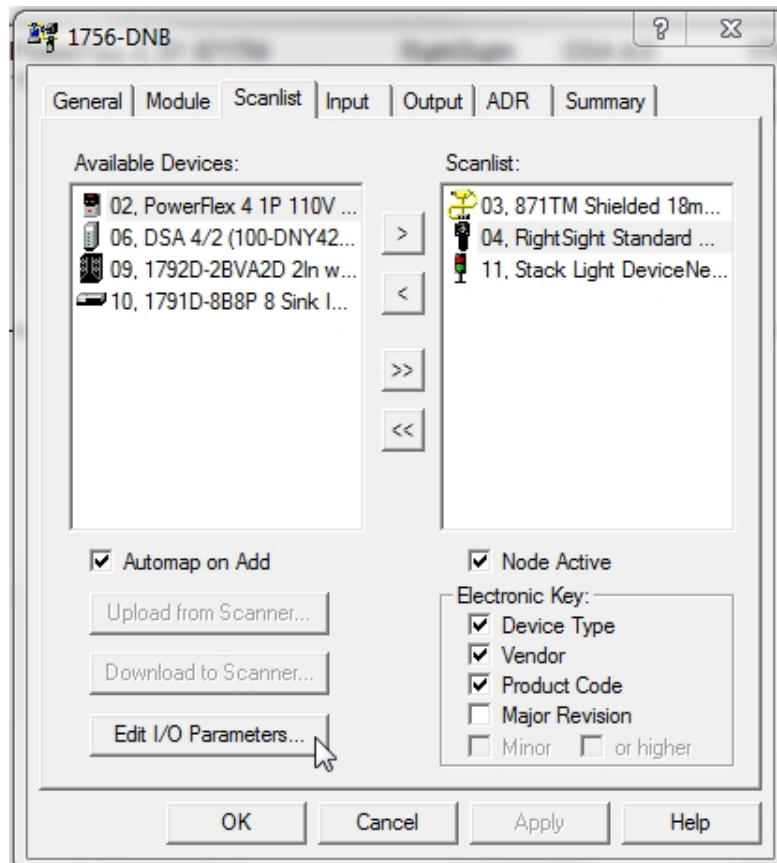 1756-DNB
General Module Scanlist Input Output ADR Summary
Available Devices:
02, PowerFlex 4 1P 110V ...
06, DSA 4/2 (100-DNY42...
09, 1792D-2BVA2D 2In w...
10, 1791D-8B8P 8 Sink I...
>
<
>>
<<
Scanlist:
03, 871TM Shielded 18m...
04, RightSight Standard ...
11, Stack Light DeviceNe...
Automap on Add
Upload from Scanner...
Download to Scanner...
Edit I/O Parameters...
Node Active
Electronic Key:
Device Type
Vendor
Product Code
Major Revision
Minor or higher
OK Cancel Apply Help